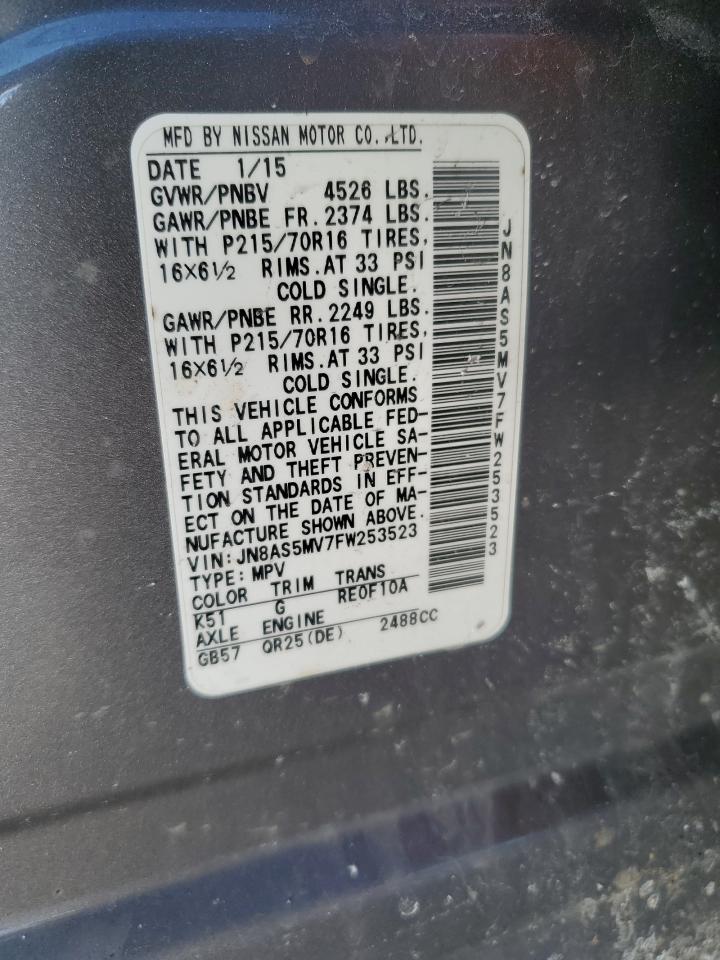 MFD BY NISSAN MOTOR CO.,LTD.
DATE 1/15
GVWR/PNBV 4526 LBS.
GAWR/PNBE FR. 2374 LBS.
WITH P215/70R16 TIRES,
16×6½ RIMS. AT 33 PSI
COLD SINGLE.
GAWR/PNBE RR. 2249 LBS.
WITH P215/70R16 TIRES,
16×6½ RIMS. AT 33 PSI
COLD SINGLE.
THIS VEHICLE CONFORMS
TO ALL APPLICABLE FED-
ERAL MOTOR VEHICLE SA-
FETY AND THEFT PREVEN-
TION STANDARDS IN EFF-
ECT ON THE DATE OF MA-
NUFACTURE SHOWN ABOVE.
VIN: JN8AS5MV7FW253523
TYPE: MPV
COLOR TRIM TRANS
K51 G RE0F10A
AXLE ENGINE
GB57 QR25(DE) 2488CC
JN8AS5MV7FW253523